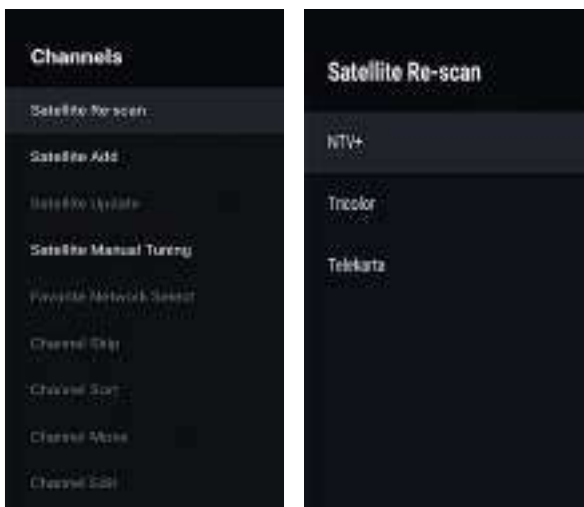 Channels
Satellite Re-scan
Satellite Add
Satellite Update
Satellite Manual Tuning
Favorite Network Select
Channel Skip
Channel Sort
Channel Move
Channel Edit
Satellite Re-scan
NTV+
Tricolor
Telekarta